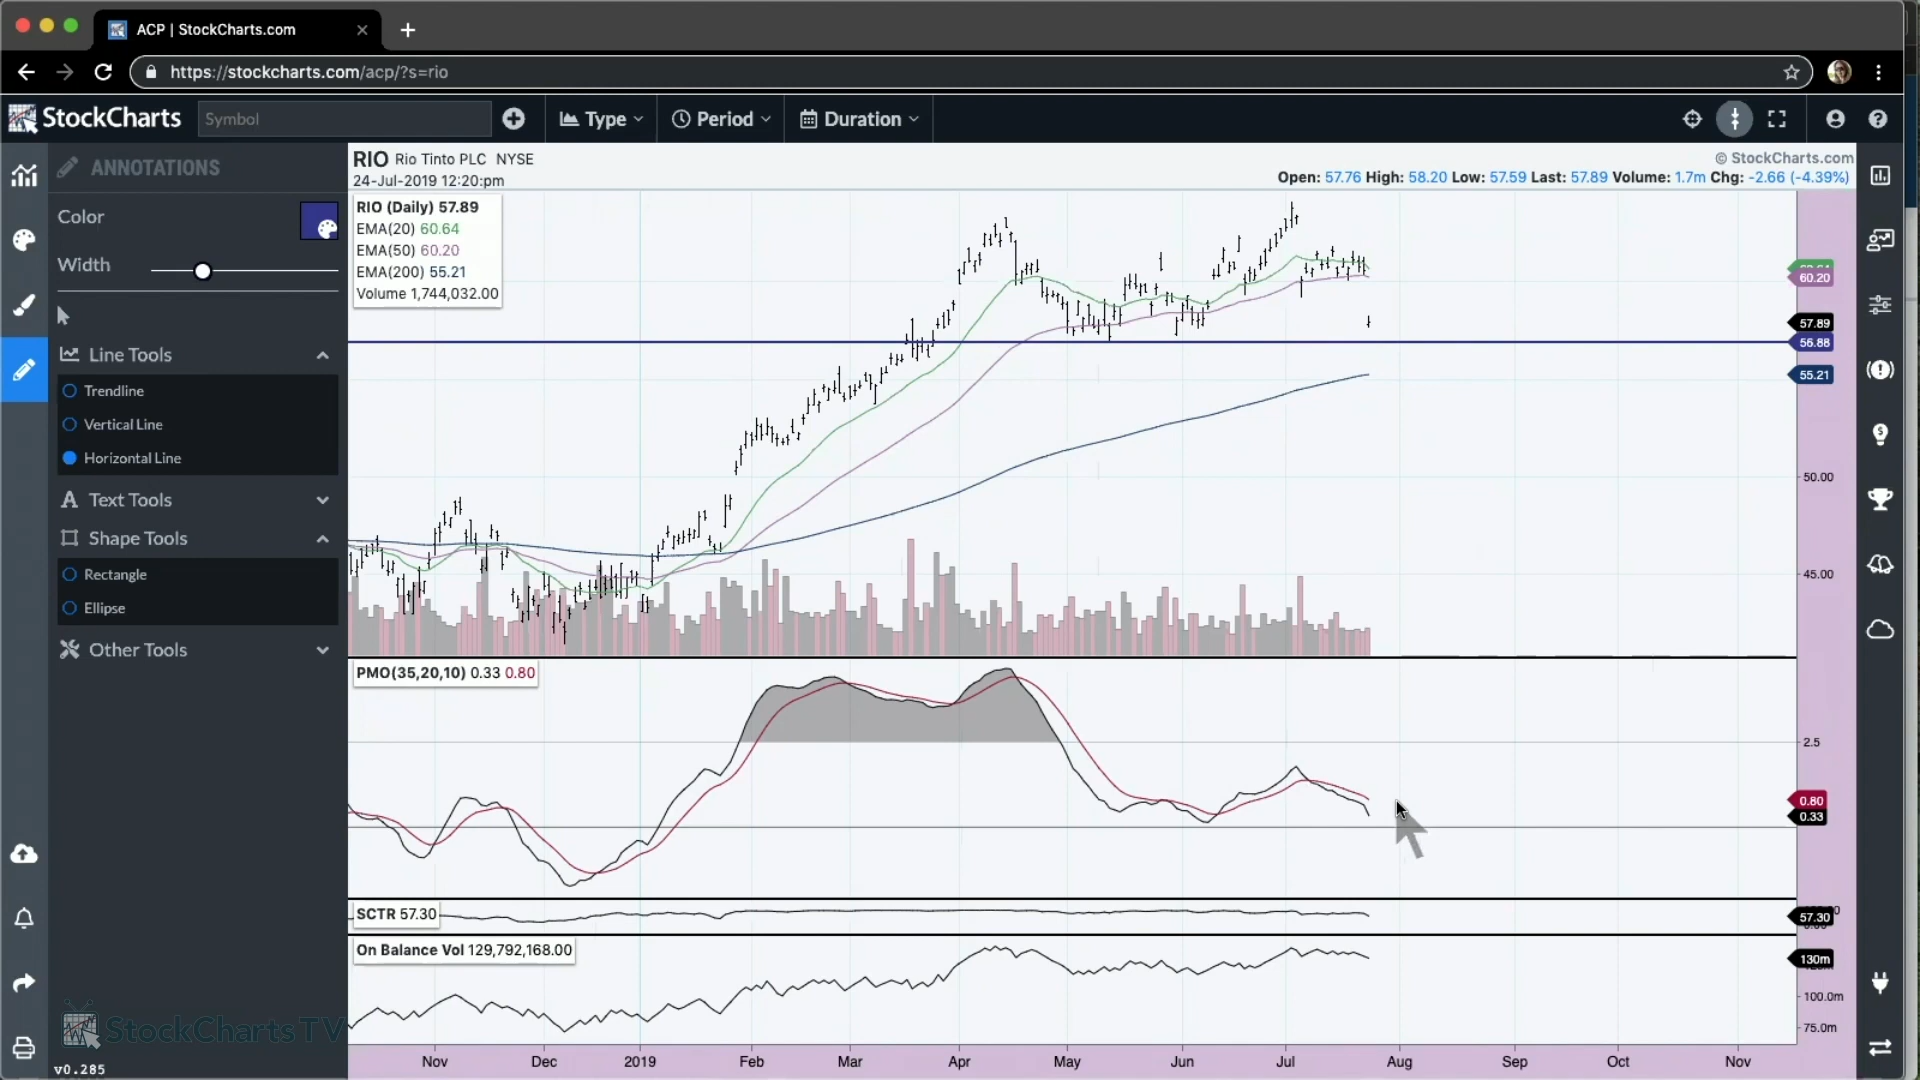 ACP | StockCharts.com
https://stockcharts.com/acp/?s=rio
StockCharts
Symbol
Type
Period
Duration
ANNOTATIONS
Color
Width
Line Tools
Trendline
Vertical Line
Horizontal Line
Text Tools
Shape Tools
Rectangle
Ellipse
Other Tools
StockCharts TV
v0.285
RIO Rio Tinto PLC NYSE
24-Jul-2019 12:20:pm
© StockCharts.com
Open: 57.76 High: 58.20 Low: 57.59 Last: 57.89 Volume: 1.7m Chg: -2.66 (-4.39%)
RIO (Daily) 57.89
EMA(20) 60.64
EMA(50) 60.20
EMA(200) 55.21
Volume 1,744,032.00
60.20
57.89
56.88
55.21
50.00
45.00
PMO(35,20,10) 0.33 0.80
2.5
0.80
0.33
SCTR 57.30
57.30
On Balance Vol 129,792,168.00
130m
100.0m
75.0m
Nov Dec 2019 Feb Mar Apr May Jun Jul Aug Sep Oct Nov